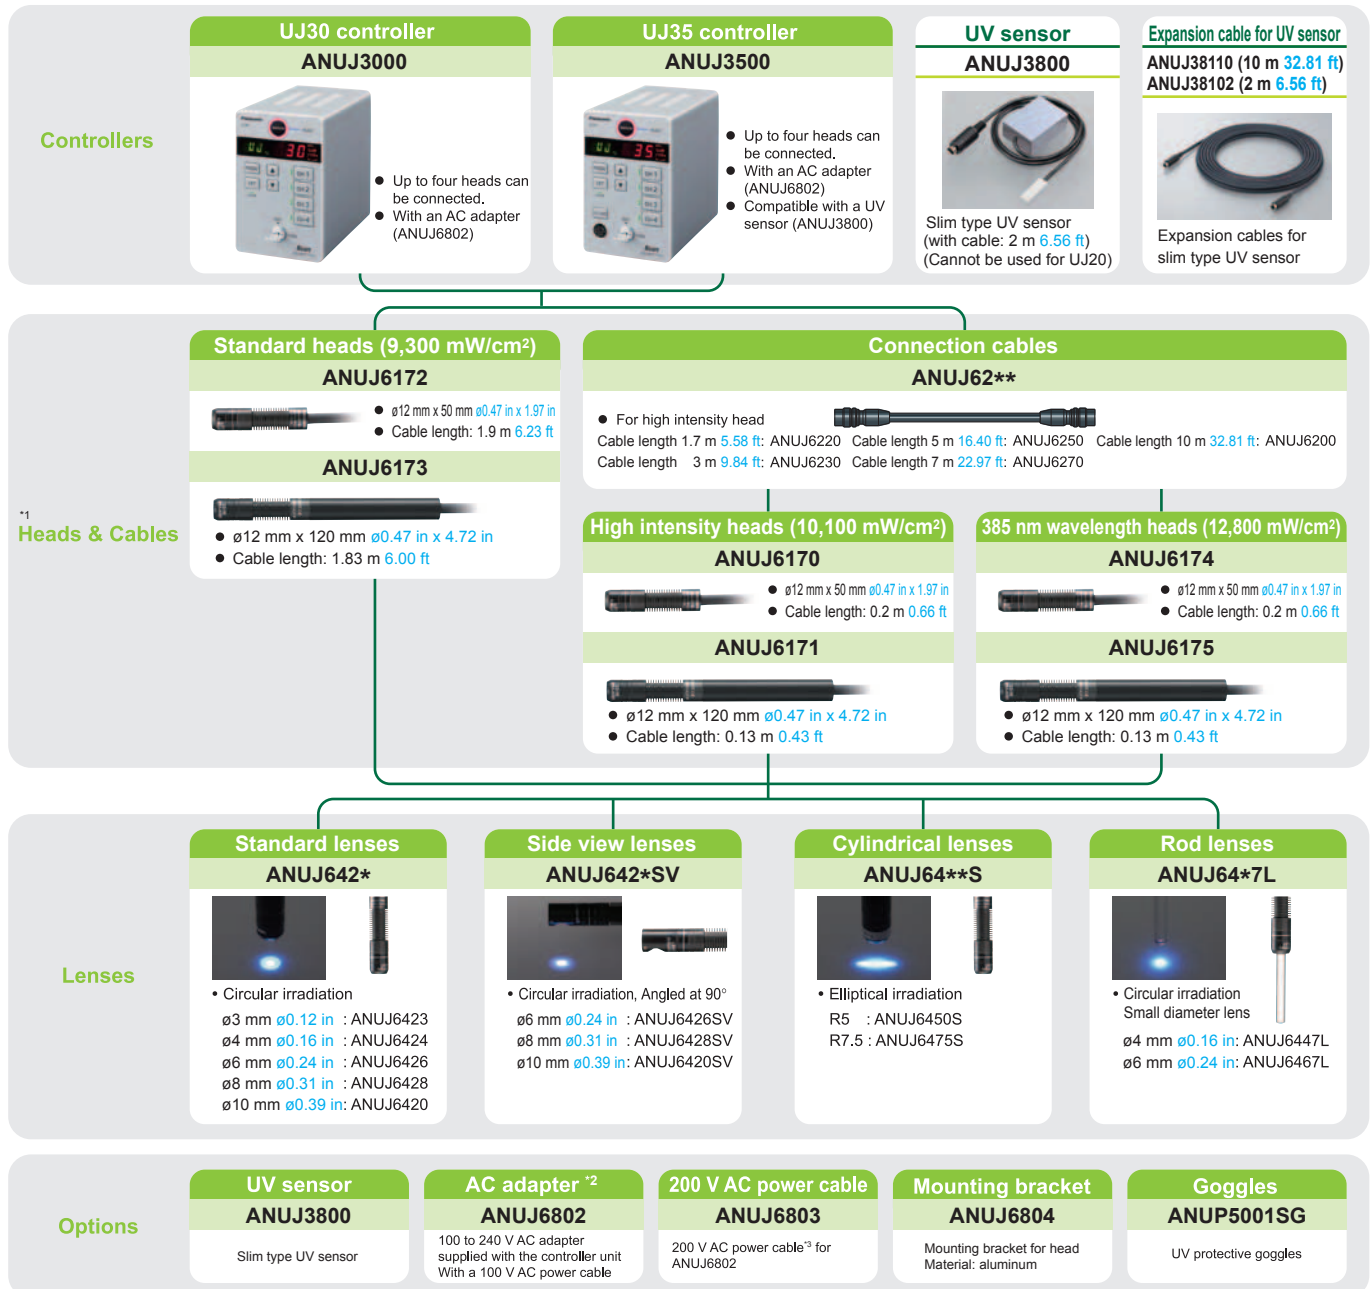 UJ30 controller
ANUJ3000
● Up to four heads can
be connected.
● With an AC adapter
(ANUJ6802)
UJ35 controller
ANUJ3500
● Up to four heads can
be connected.
● With an AC adapter
(ANUJ6802)
● Compatible with a UV
sensor (ANUJ3800)
UV sensor
ANUJ3800
Slim type UV sensor
(with cable: 2 m 6.56 ft)
(Cannot be used for UJ20)
Expansion cable for UV sensor
ANUJ38110 (10 m 32.81 ft)
ANUJ38102 (2 m 6.56 ft)
Expansion cables for
slim type UV sensor
Controllers
Standard heads (9,300 mW/cm²)
ANUJ6172
● ø12 mm x 50 mm ø0.47 in x 1.97 in
● Cable length: 1.9 m 6.23 ft
ANUJ6173
● ø12 mm x 120 mm ø0.47 in x 4.72 in
● Cable length: 1.83 m 6.00 ft
Connection cables
ANUJ62**
● For high intensity head
Cable length 1.7 m 5.58 ft: ANUJ6220 Cable length 5 m 16.40 ft: ANUJ6250 Cable length 10 m 32.81 ft: ANUJ6200
Cable length 3 m 9.84 ft: ANUJ6230 Cable length 7 m 22.97 ft: ANUJ6270
*1
Heads & Cables
High intensity heads (10,100 mW/cm²)
ANUJ6170
● ø12 mm x 50 mm ø0.47 in x 1.97 in
● Cable length: 0.2 m 0.66 ft
ANUJ6171
● ø12 mm x 120 mm ø0.47 in x 4.72 in
● Cable length: 0.13 m 0.43 ft
385 nm wavelength heads (12,800 mW/cm²)
ANUJ6174
● ø12 mm x 50 mm ø0.47 in x 1.97 in
● Cable length: 0.2 m 0.66 ft
ANUJ6175
● ø12 mm x 120 mm ø0.47 in x 4.72 in
● Cable length: 0.13 m 0.43 ft
Lenses
Standard lenses
ANUJ642*
• Circular irradiation
ø3 mm ø0.12 in : ANUJ6423
ø4 mm ø0.16 in : ANUJ6424
ø6 mm ø0.24 in : ANUJ6426
ø8 mm ø0.31 in : ANUJ6428
ø10 mm ø0.39 in: ANUJ6420
Side view lenses
ANUJ642*SV
• Circular irradiation, Angled at 90°
ø6 mm ø0.24 in : ANUJ6426SV
ø8 mm ø0.31 in : ANUJ6428SV
ø10 mm ø0.39 in: ANUJ6420SV
Cylindrical lenses
ANUJ64**S
• Elliptical irradiation
R5 : ANUJ6450S
R7.5 : ANUJ6475S
Rod lenses
ANUJ64*7L
• Circular irradiation
Small diameter lens
ø4 mm ø0.16 in: ANUJ6447L
ø6 mm ø0.24 in: ANUJ6467L
Options
UV sensor
ANUJ3800
Slim type UV sensor
AC adapter *2
ANUJ6802
100 to 240 V AC adapter
supplied with the controller unit
With a 100 V AC power cable
200 V AC power cable
ANUJ6803
200 V AC power cable*3 for
ANUJ6802
Mounting bracket
ANUJ6804
Mounting bracket for head
Material: aluminum
Goggles
ANUP5001SG
UV protective goggles